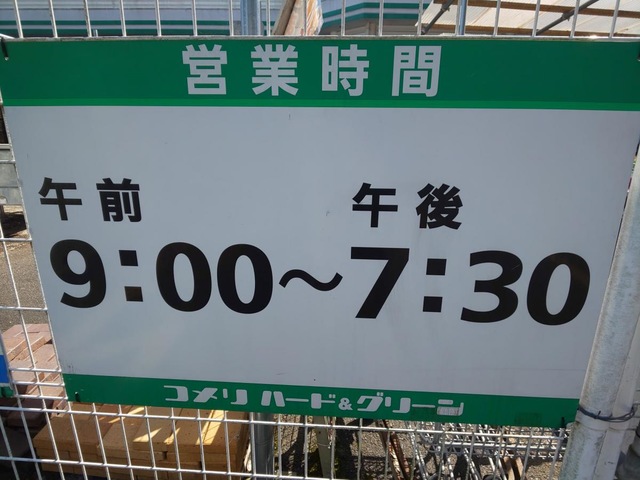 営業時間
午前 午後
9:00～7:30
コメリ ハード&グリーン